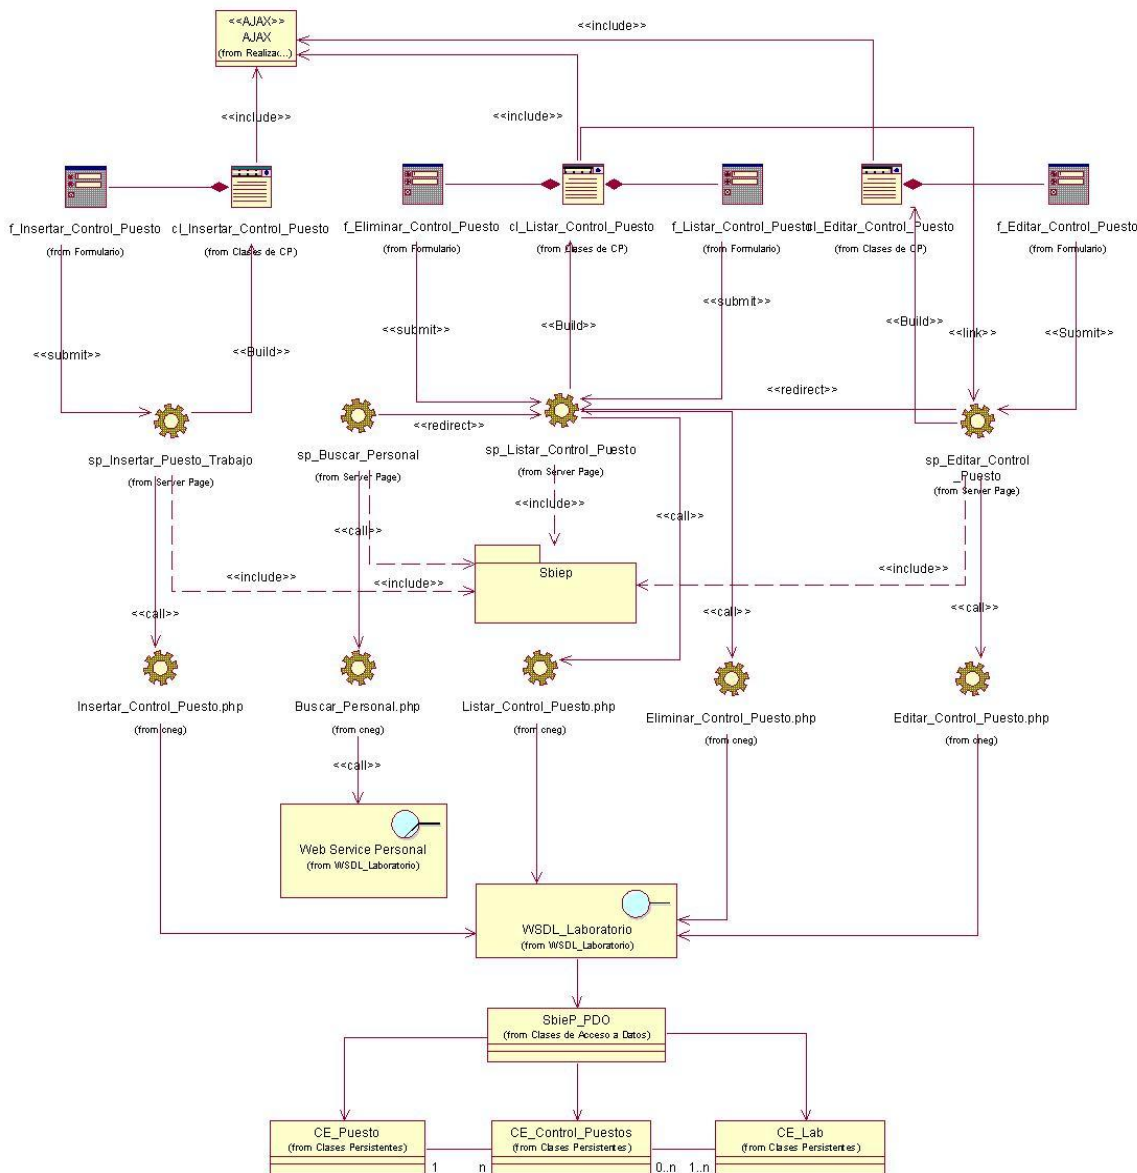 <<AJAX>>
AJAX
(from Realizac...)
<<include>>
<<include>>
<<include>>
f_Insertar_Control_Puesto
(from Formulario)
cl_Insertar_Control_Puesto
(from Clases de CP)
f_Eliminar_Control_Puesto
(from Formulario)
cl_Listar_Control_Puesto
(from Clases de CP)
f_Listar_Control_Puesto
(from Formulario)
cl_Editar_Control_Puesto
(from Clases de CP)
f_Editar_Control_Puesto
(from Formulario)
<<submit>>
<<Build>>
<<submit>>
<<Build>>
<<submit>>
<<Build>>
<<link>>
<<Submit>>
<<redirect>>
<<redirect>>
sp_Insertar_Puesto_Trabajo
(from Server Page)
sp_Buscar_Personal
(from Server Page)
sp_Listar_Control_Puesto
(from Server Page)
sp_Editar_Control
_Puesto
(from Server Page)
<<include>>
<<call>>
<<call>>
Sbiep
<<include>>
<<include>>
<<include>>
<<call>>
<<call>>
<<call>>
Insertar_Control_Puesto.php
(from cneg)
Buscar_Personal.php
(from cneg)
Listar_Control_Puesto.php
(from cneg)
Eliminar_Control_Puesto.php
(from cneg)
Editar_Control_Puesto.php
(from cneg)
<<call>>
Web Service Personal
(from WSDL_Laboratorio)
WSDL_Laboratorio
(from WSDL_Laboratorio)
SbieP_PDO
(from Clases de Acceso a Datos)
CE_Puesto
(from Clases Persistentes)
CE_Control_Puestos
(from Clases Persistentes)
CE_Lab
(from Clases Persistentes)
1
n
0..n
1..n